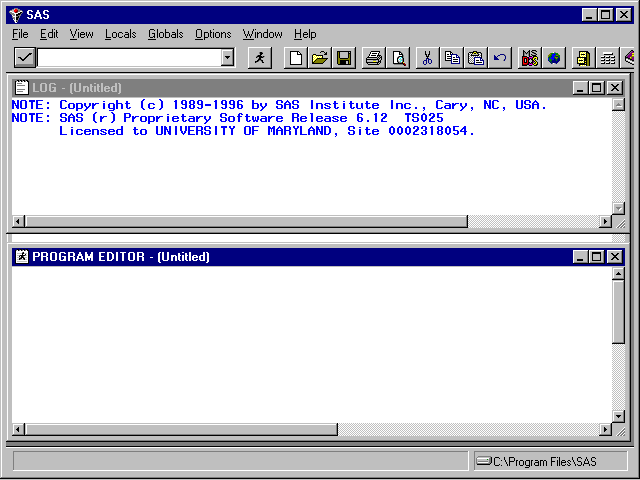 SAS
File Edit View Locals Globals Options Window Help
MS DOS
LOG - (Untitled)
NOTE: Copyright (c) 1989-1996 by SAS Institute Inc., Cary, NC, USA.
NOTE: SAS (r) Proprietary Software Release 6.12  TS025
      Licensed to UNIVERSITY OF MARYLAND, Site 0002318054.
PROGRAM EDITOR - (Untitled)
C:\Program Files\SAS